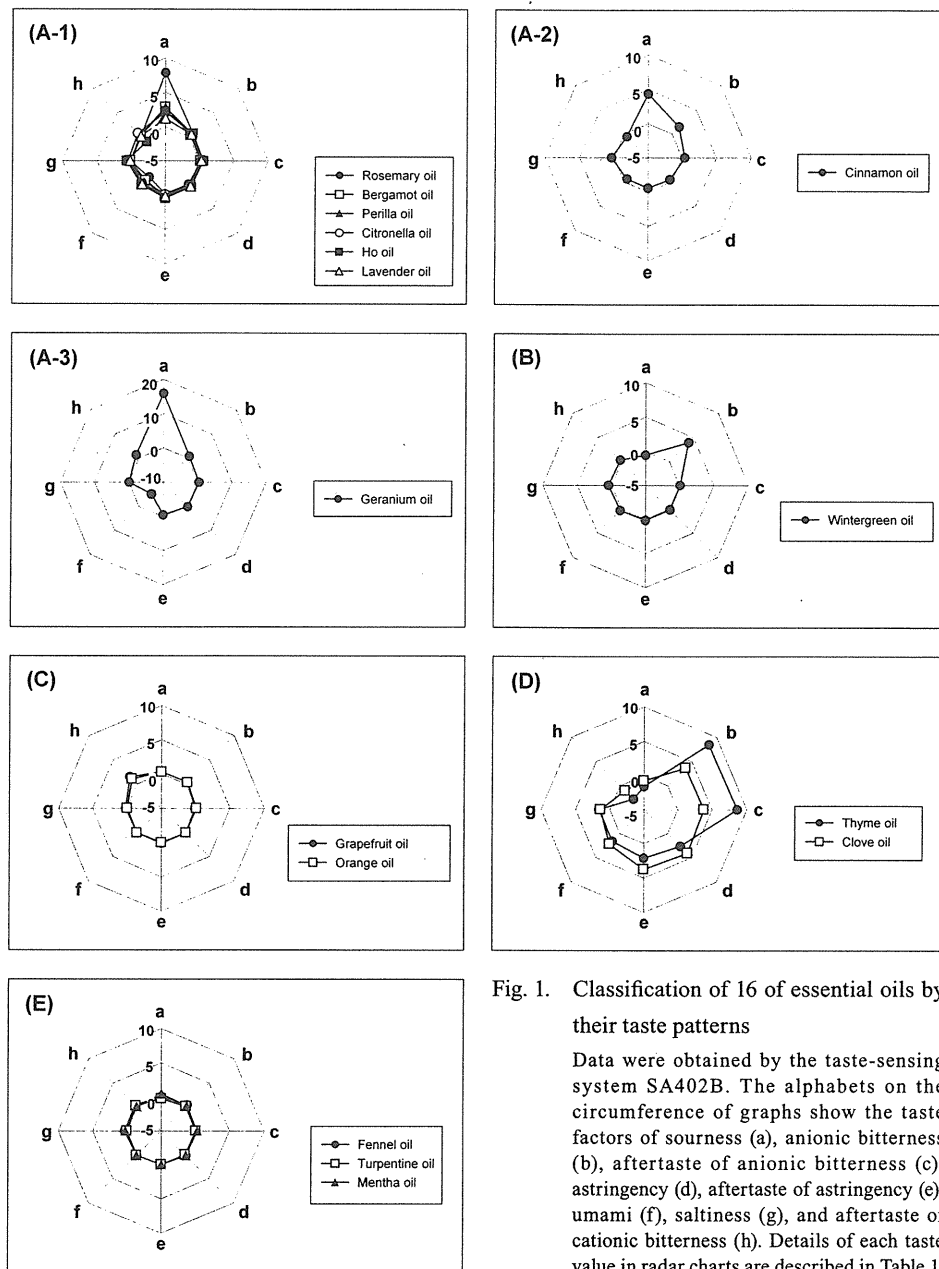 (A-1)
a
b
c
d
e
f
g
h
10
5
0
-5
Rosemary oil
Bergamot oil
Perilla oil
Citronella oil
Ho oil
Lavender oil
(A-2)
a
b
c
d
e
f
g
h
10
5
0
-5
Cinnamon oil
(A-3)
a
b
c
d
e
f
g
h
20
10
0
-10
Geranium oil
(B)
a
b
c
d
e
f
g
h
10
5
0
-5
Wintergreen oil
(C)
a
b
c
d
e
f
g
h
10
5
0
-5
Grapefruit oil
Orange oil
(D)
a
b
c
d
e
f
g
h
10
5
0
-5
Thyme oil
Clove oil
(E)
a
b
c
d
e
f
g
h
10
5
0
-5
Fennel oil
Turpentine oil
Mentha oil
Fig. 1. Classification of 16 of essential oils by
their taste patterns
Data were obtained by the taste-sensing
system SA402B. The alphabets on the
circumference of graphs show the taste
factors of sourness (a), anionic bitterness
(b), aftertaste of anionic bitterness (c)
astringency (d), aftertaste of astringency (e)
umami (f), saltiness (g), and aftertaste of
cationic bitterness (h). Details of each taste
value in radar charts are described in Table 1